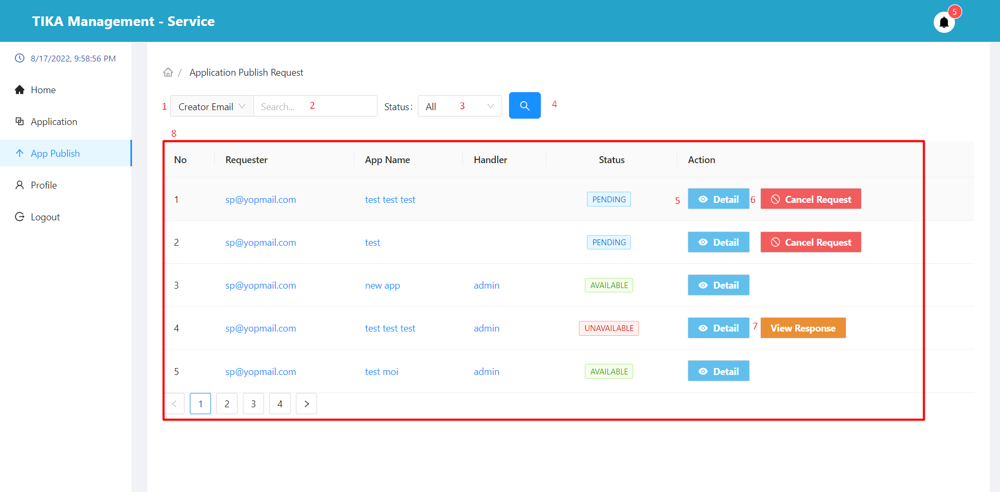 TIKA Management - Service
5
8/17/2022, 9:58:56 PM
Home
Application
App Publish
Profile
Logout
/ Application Publish Request
1 Creator Email Search... 2 Status: All 3 4
8
No Requester App Name Handler Status Action
1 sp@yopmail.com test test test PENDING 5 Detail 6 Cancel Request
2 sp@yopmail.com test PENDING Detail Cancel Request
3 sp@yopmail.com new app admin AVAILABLE Detail
4 sp@yopmail.com test test test admin UNAVAILABLE Detail 7 View Response
5 sp@yopmail.com test moi admin AVAILABLE Detail
< 1 2 3 4 >